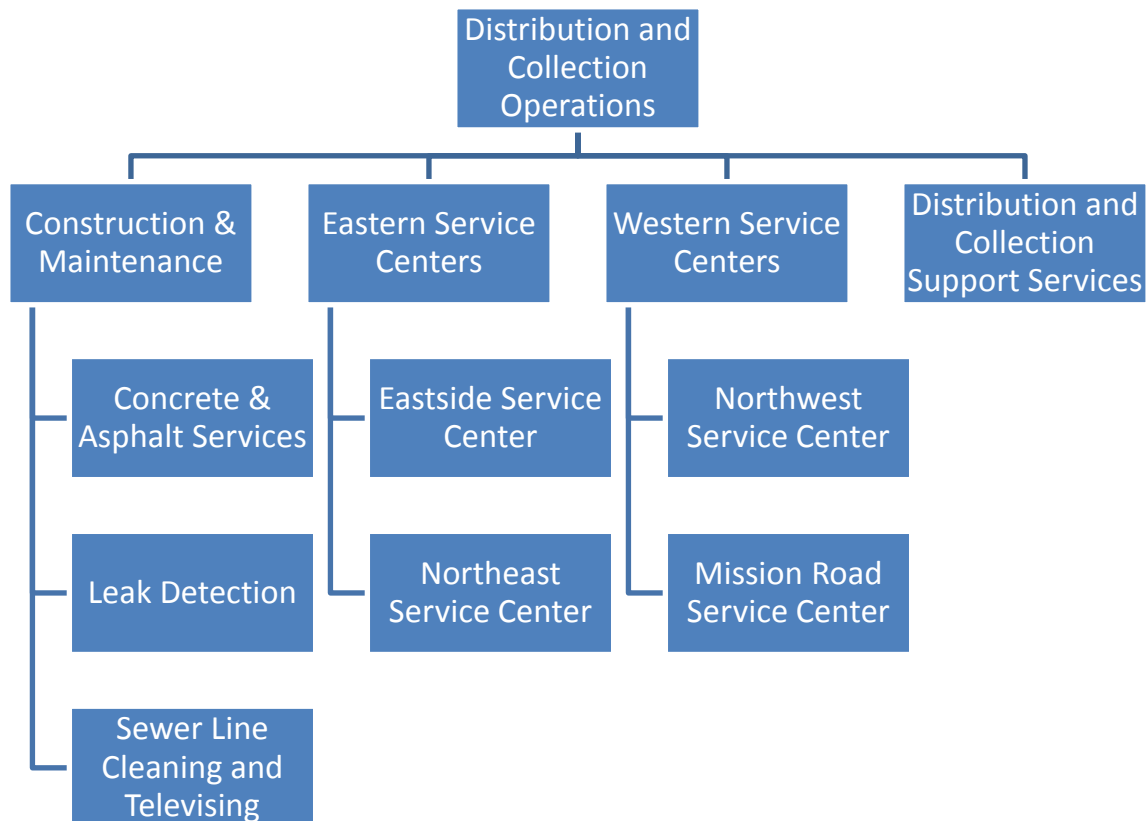 Distribution and
Collection
Operations
Construction &
Maintenance
Eastern Service
Centers
Western Service
Centers
Distribution and
Collection
Support Services
Concrete &
Asphalt Services
Eastside Service
Center
Northwest
Service Center
Leak Detection
Northeast
Service Center
Mission Road
Service Center
Sewer Line
Cleaning and
Televising